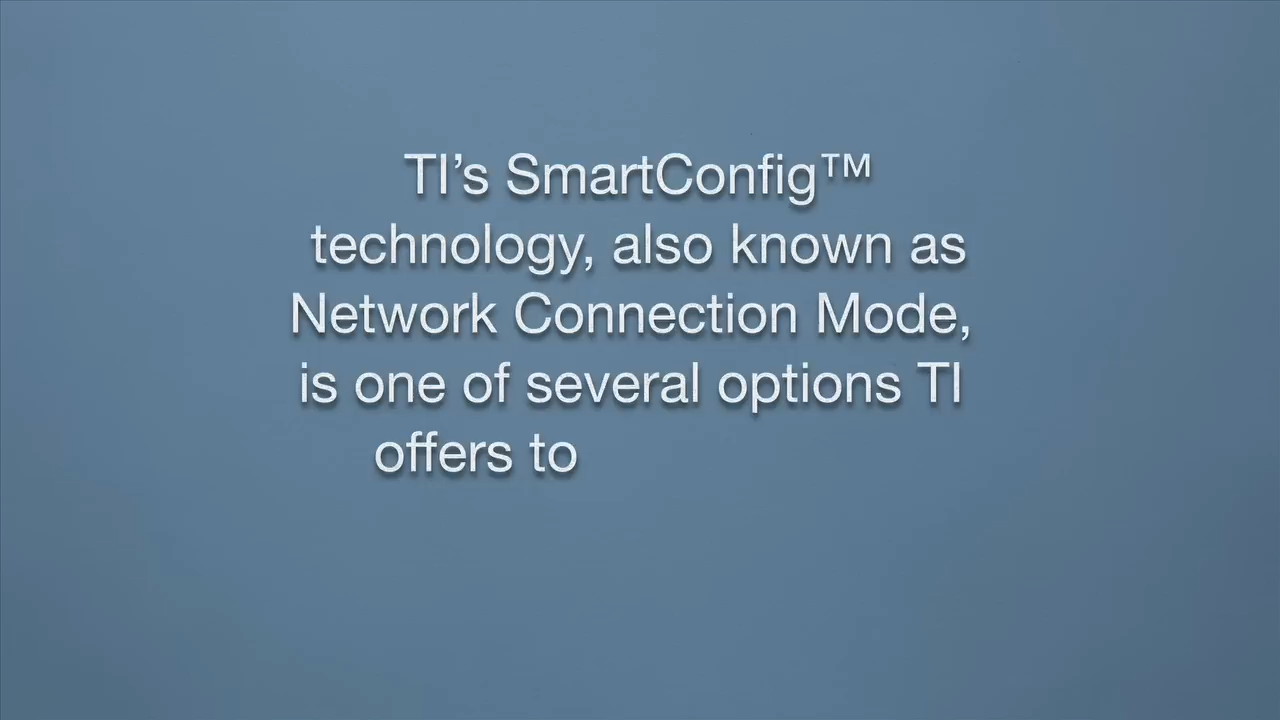 TI’s SmartConfig™
technology, also known as
Network Connection Mode,
is one of several options TI
offers to